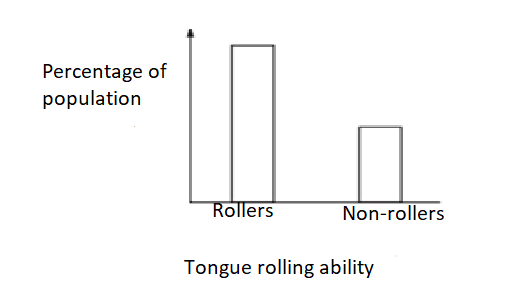 Percentage of
population
Rollers
Non-rollers
Tongue rolling ability